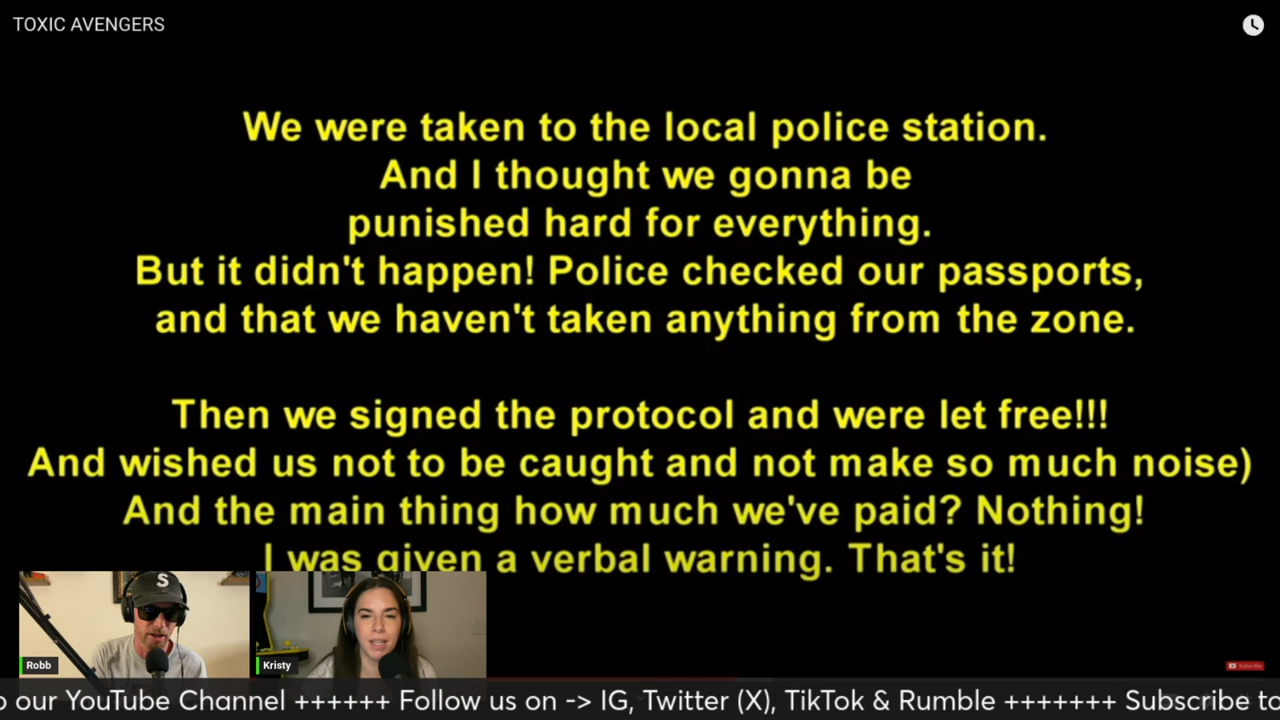 TOXIC AVENGERS
We were taken to the local police station.
And I thought we gonna be
punished hard for everything.
But it didn't happen! Police checked our passports,
and that we haven't taken anything from the zone.
Then we signed the protocol and were let free!!!
And wished us not to be caught and not make so much noise)
And the main thing how much we've paid? Nothing!
I was given a verbal warning. That's it!
S
Robb
Kristy
Subscribe
o our YouTube Channel ++++++ Follow us on -> IG, Twitter (X), TikTok & Rumble +++++++ Subscribe to